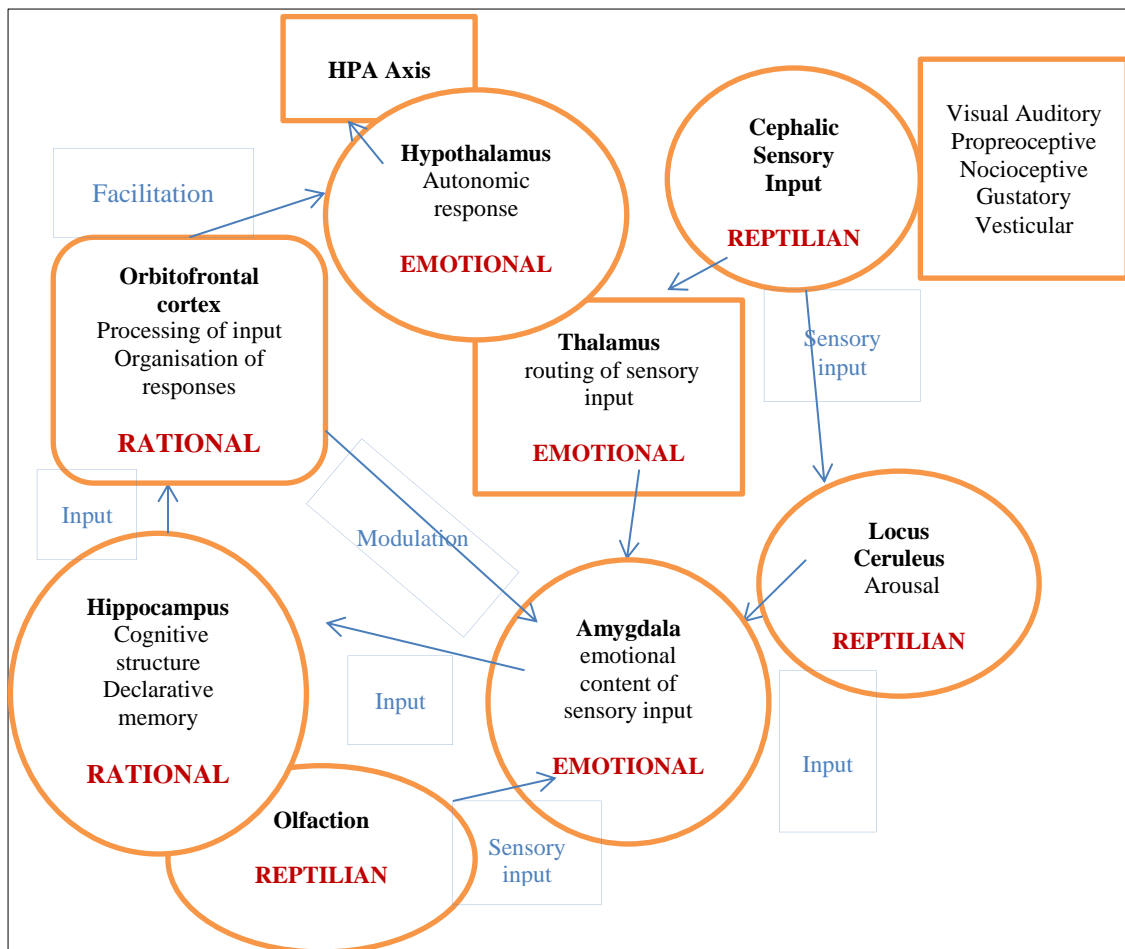 HPA Axis
Hypothalamus
Autonomic
response
EMOTIONAL
Cephalic
Sensory
Input
REPTILIAN
Visual Auditory
Propreoceptive
Nocioceptive
Gustatory
Vesticular
Facilitation
Orbitofrontal
cortex
Processing of input
Organisation of
responses
RATIONAL
Thalamus
routing of sensory
input
EMOTIONAL
Sensory
input
Input
Modulation
Locus
Ceruleus
Arousal
REPTILIAN
Hippocampus
Cognitive
structure
Declarative
memory
RATIONAL
Input
Amygdala
emotional
content of
sensory input
EMOTIONAL
Input
Olfaction
REPTILIAN
Sensory
input